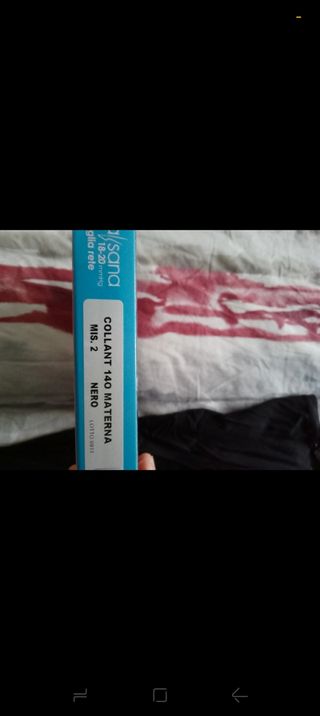 sana
18-20 mmHg
glia rete
COLLANT 140 MATERNA
MIS. 2 NERO